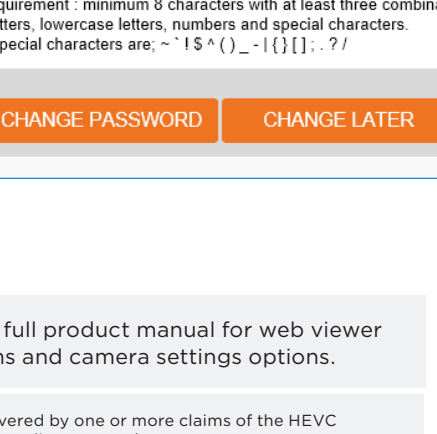 quirement : minimum 8 characters with at least three combina
tters, lowercase letters, numbers and special characters.
pecial characters are; ~ ` ! $ ^ ( ) _ - | { } [ ] ; . ? /
CHANGE PASSWORD CHANGE LATER
full product manual for web viewer
ns and camera settings options.
vered by one or more claims of the HEVC